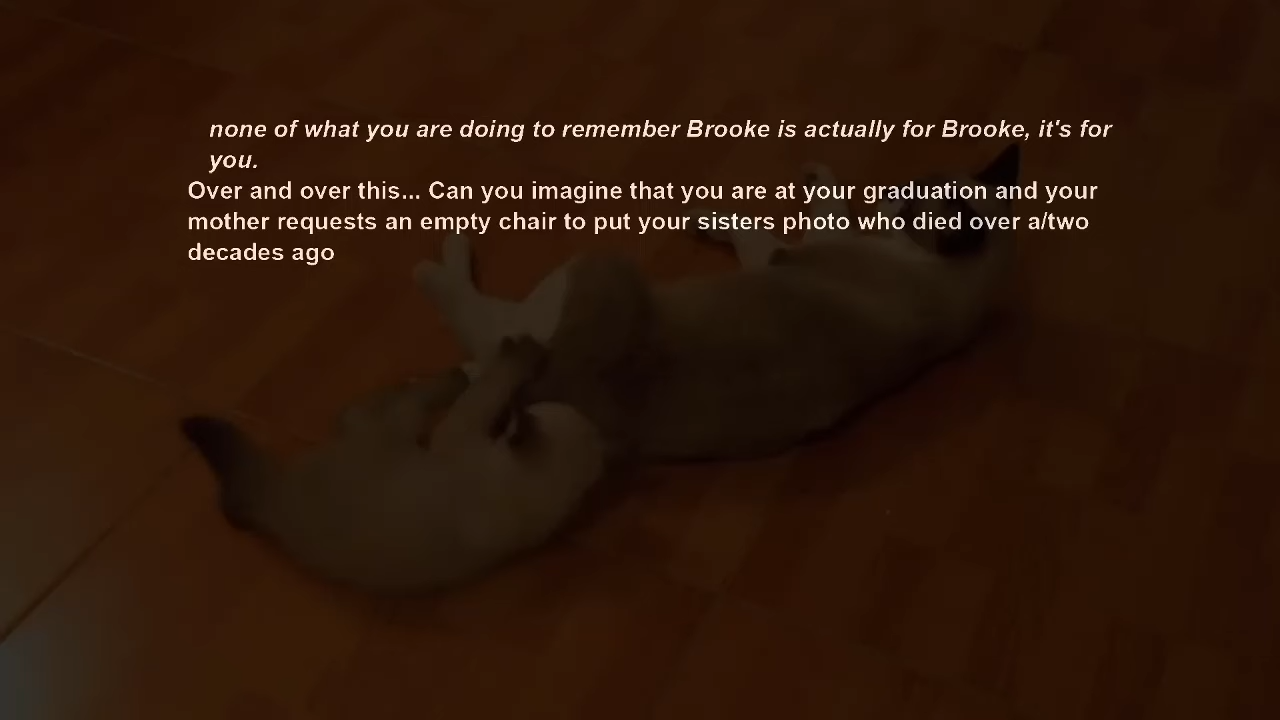 none of what you are doing to remember Brooke is actually for Brooke, it's for
you.
Over and over this... Can you imagine that you are at your graduation and your
mother requests an empty chair to put your sisters photo who died over a/two
decades ago